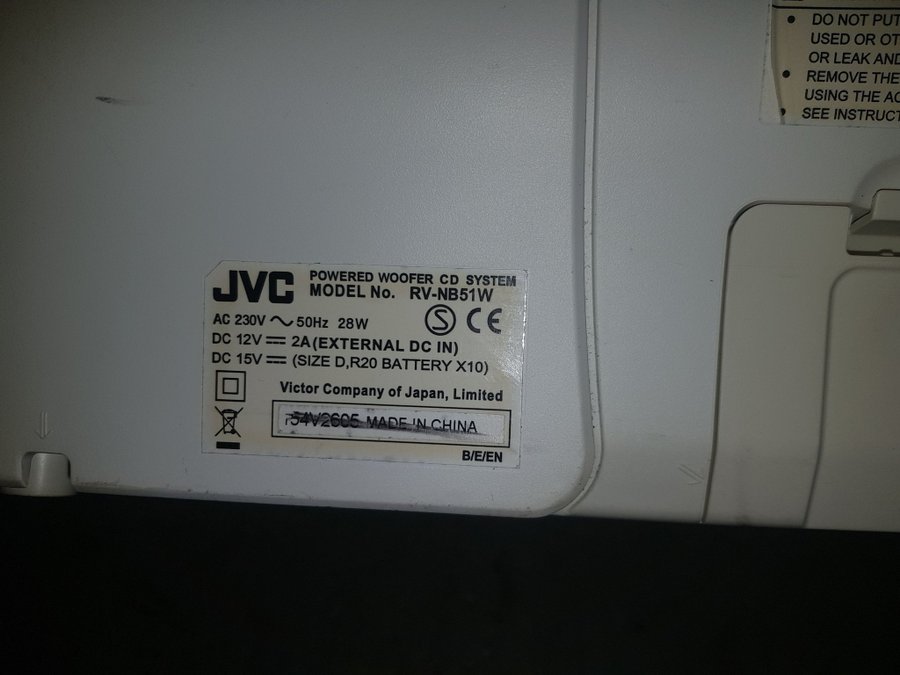 • DO NOT PUT
USED OR OT
OR LEAK AND
• REMOVE THE
USING THE AC
• SEE INSTRUCT
JVC POWERED WOOFER CD SYSTEM
MODEL No. RV-NB51W
AC 230V ~ 50Hz 28W
S CE
DC 12V ⎓ 2A (EXTERNAL DC IN)
DC 15V ⎓ (SIZE D,R20 BATTERY X10)
Victor Company of Japan, Limited
MADE IN CHINA
B/E/EN